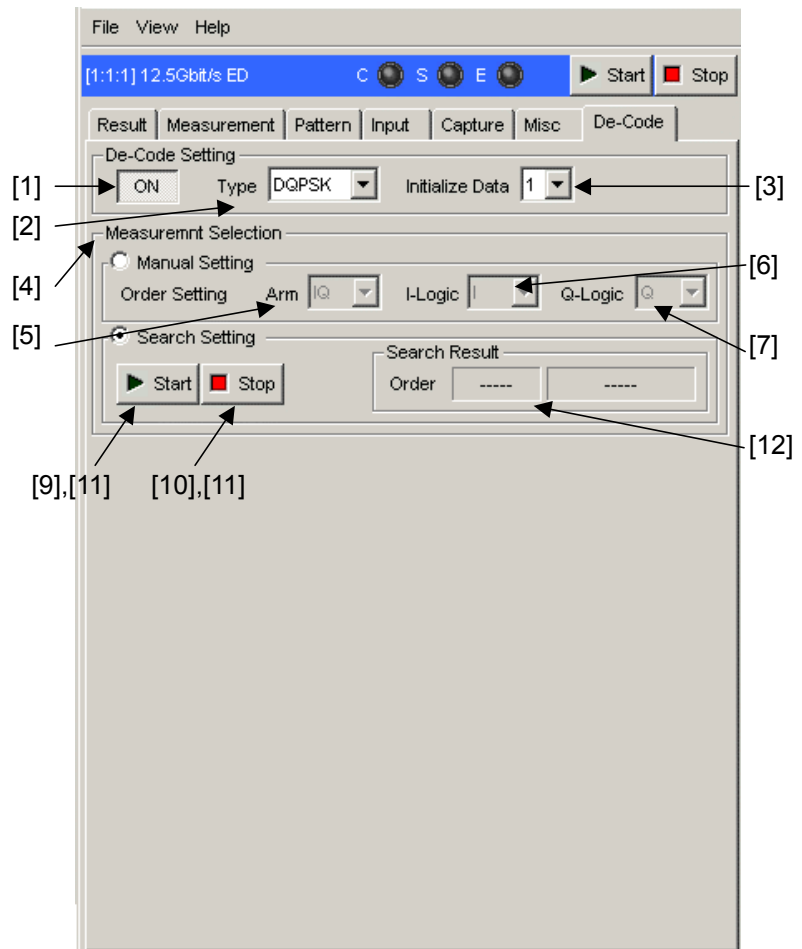 File View Help
[1:1:1] 12.5Gbit/s ED C S E Start Stop
Result Measurement Pattern Input Capture Misc De-Code
De-Code Setting
[1] ON Type DQPSK Initialize Data 1 [3]
[2]
Measuremnt Selection
Manual Setting [6]
[4] Order Setting Arm IQ I-Logic I Q-Logic Q
[5] Search Setting [7]
Search Result
Start Stop Order ----- -----
[12]
[9],[11] [10],[11]